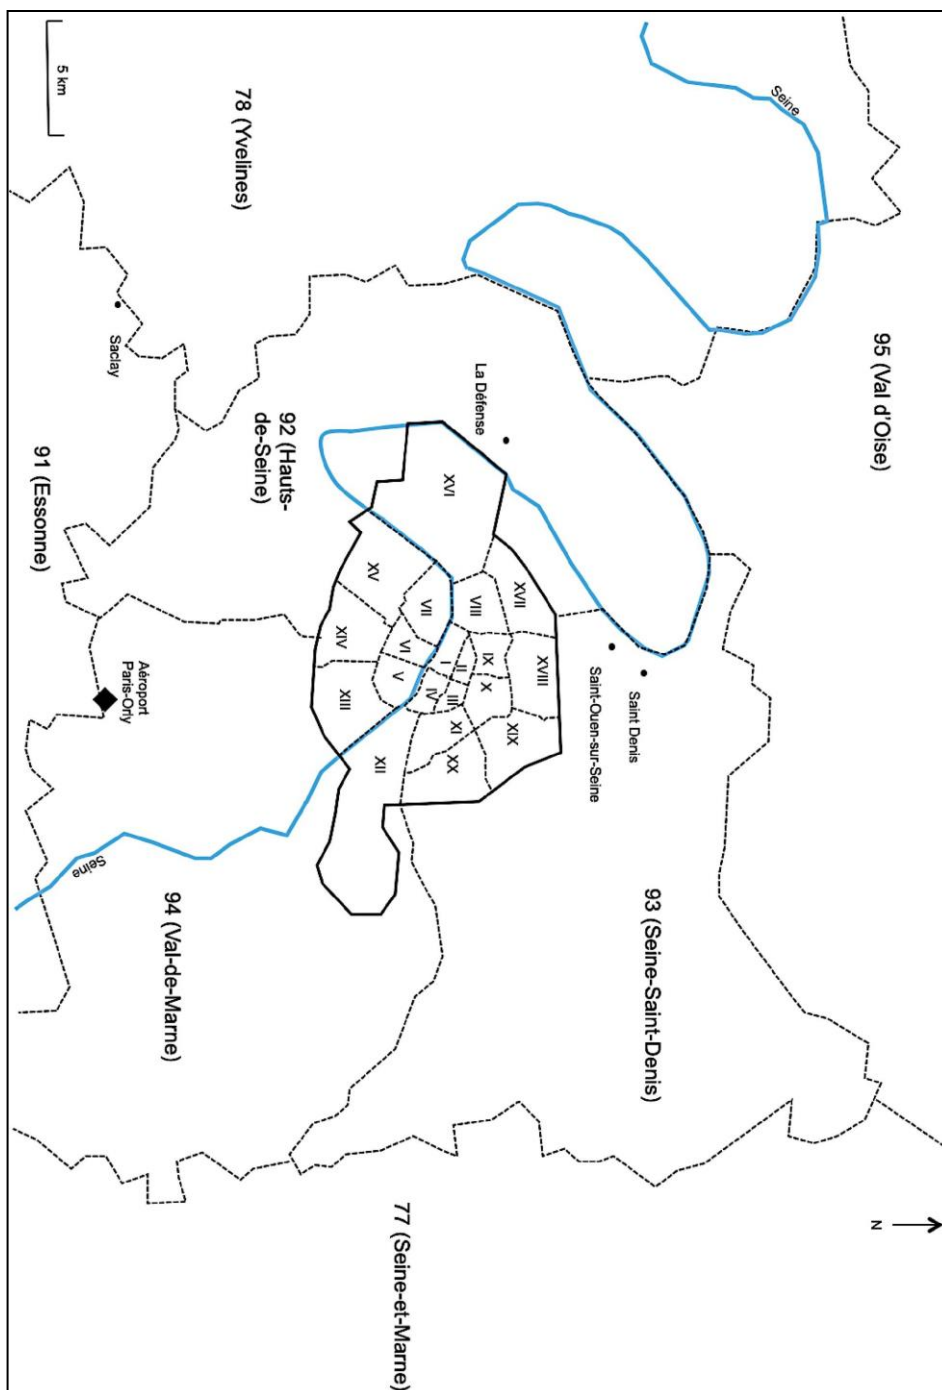 95 (Val d'Oise)
N
Seine
93 (Seine-Saint-Denis)
Saint Denis
Saint-Ouen-sur-Seine
XVIII
XVII
XIX
La Défense
IX
X
VIII
II
III
XI
XX
XVI
I
IV
VII
VI
V
77 (Seine-et-Marne)
XII
XV
XIV
XIII
92 (Hauts-
de-Seine)
78 (Yvelines)
94 (Val-de-Marne)
Aéroport
Paris-Orly
Saclay
Seine
5 km
91 (Essonne)